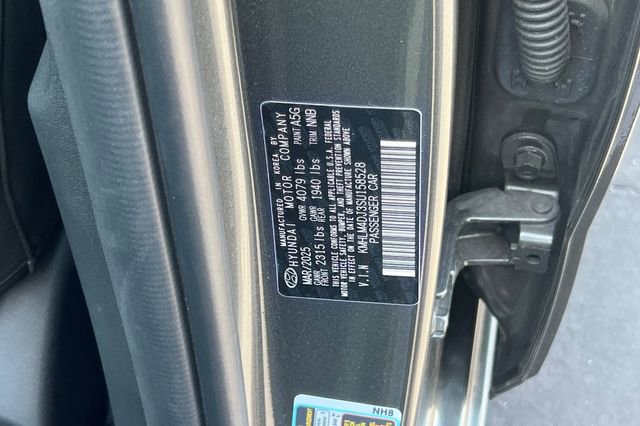 MANUFACTURED IN KOREA BY
HYUNDAI MOTOR COMPANY
MAR/2025 GVWR 4079 lbs PAINT A5G
GAWR FRONT 2315 lbs GAWR REAR 1940 lbs TRIM NNB
THIS VEHICLE CONFORMS TO ALL APPLICABLE U.S.A. FEDERAL
MOTOR VEHICLE SAFETY, BUMPER, AND THEFT PREVENTION STANDARDS
IN EFFECT ON THE DATE OF MANUFACTURE SHOWN ABOVE
V.I.N KMHLM4DJ3SU158528
PASSENGER CAR
NH8